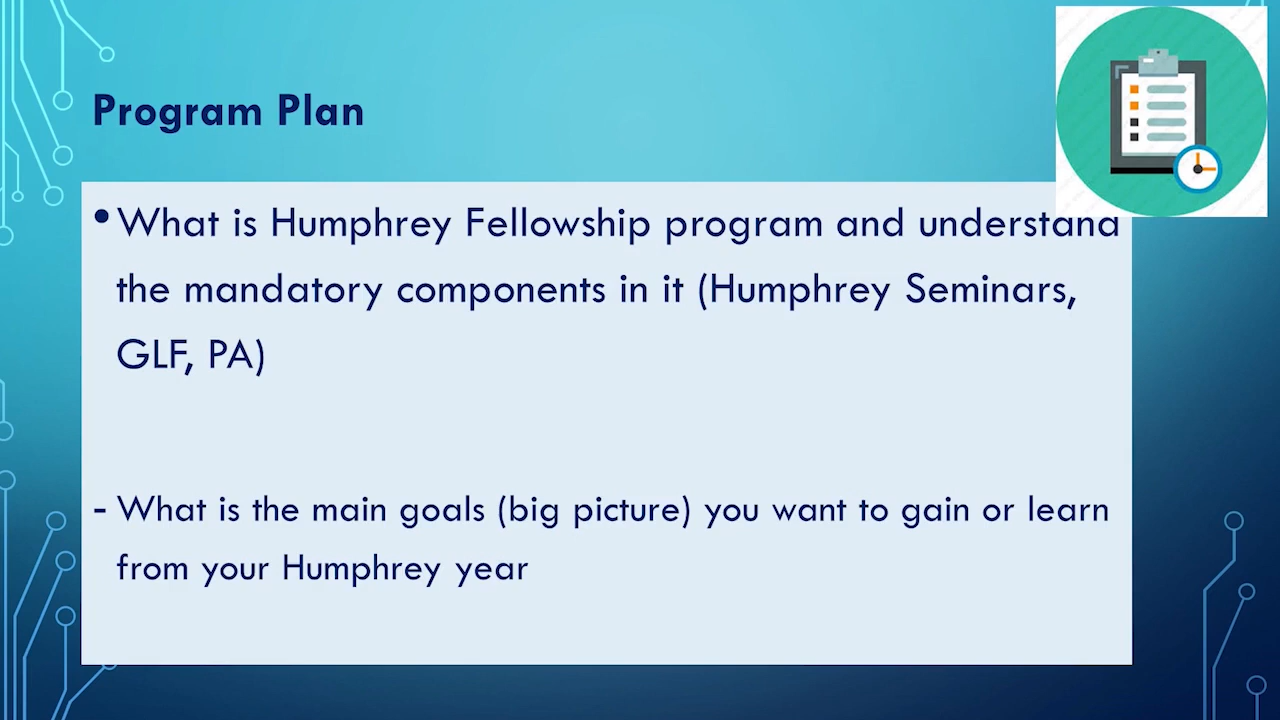 Program Plan
• What is Humphrey Fellowship program and understand
the mandatory components in it (Humphrey Seminars,
GLF, PA)
- What is the main goals (big picture) you want to gain or learn
from your Humphrey year